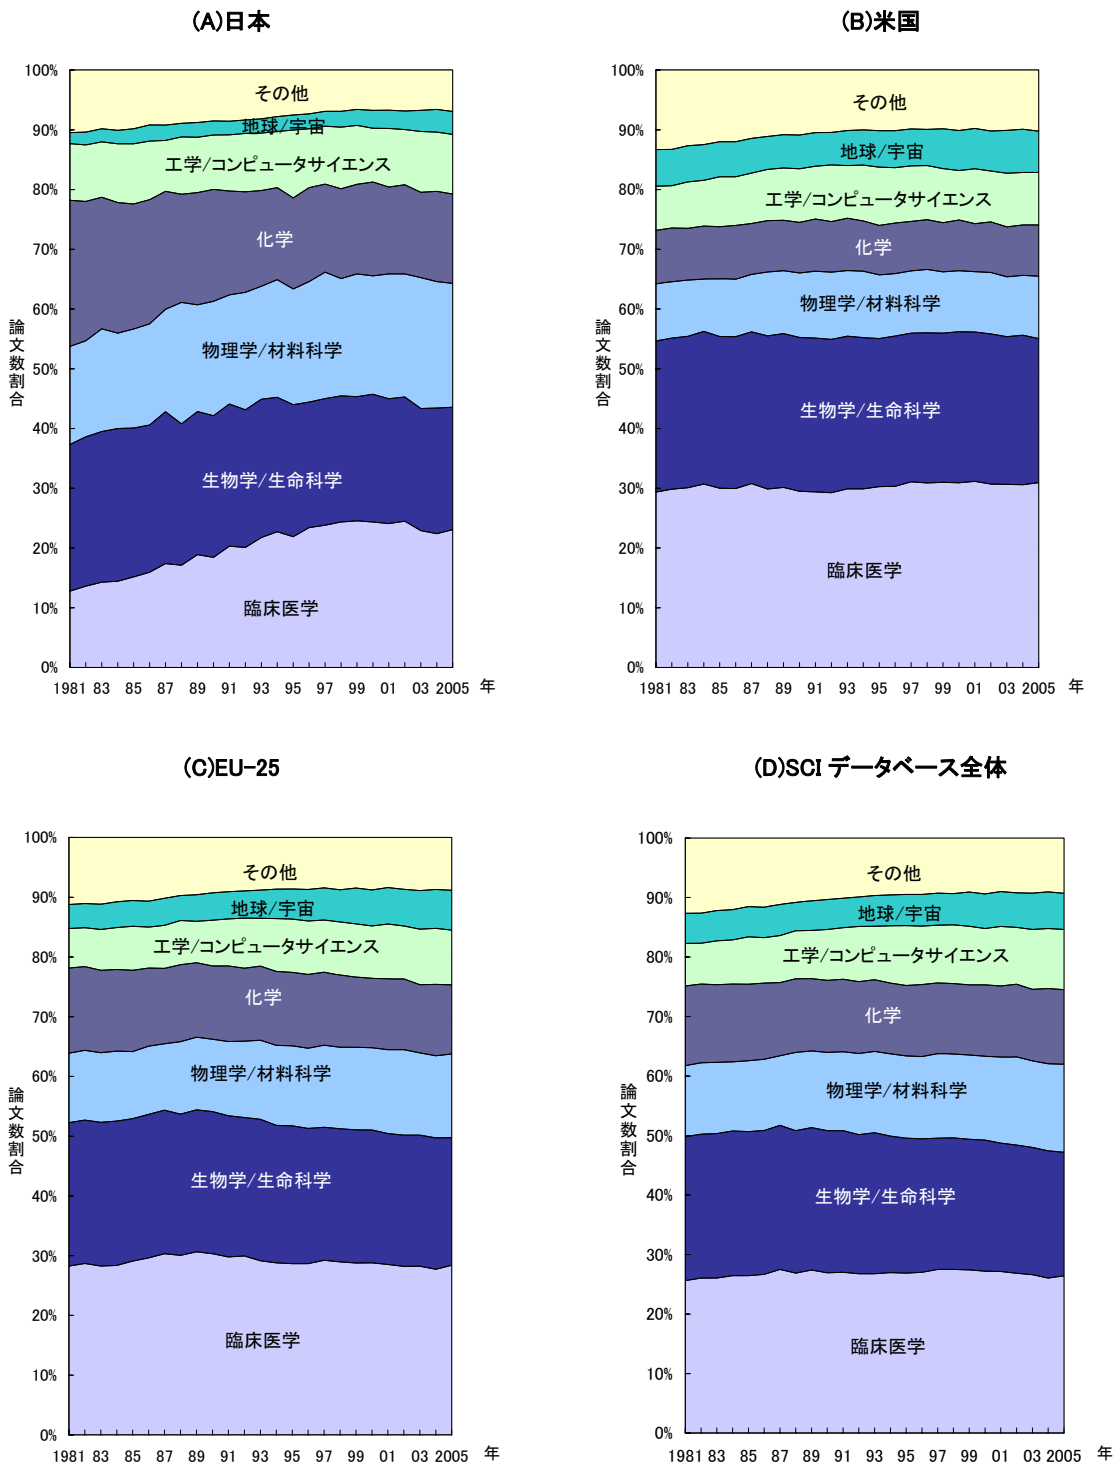 (A)日本
100%
90%
80%
70%
60%
50%
40%
30%
20%
10%
0%
論文数割合
その他
地球/宇宙
工学/コンピュータサイエンス
化学
物理学/材料科学
生物学/生命科学
臨床医学
1981 83 85 87 89 91 93 95 97 99 01 03 2005 年
(B)米国
100%
90%
80%
70%
60%
50%
40%
30%
20%
10%
0%
論文数割合
その他
地球/宇宙
工学/コンピュータサイエンス
化学
物理学/材料科学
生物学/生命科学
臨床医学
1981 83 85 87 89 91 93 95 97 99 01 03 2005 年
(C)EU-25
100%
90%
80%
70%
60%
50%
40%
30%
20%
10%
0%
論文数割合
その他
地球/宇宙
工学/コンピュータサイエンス
化学
物理学/材料科学
生物学/生命科学
臨床医学
1981 83 85 87 89 91 93 95 97 99 01 03 2005 年
(D)SCI データベース全体
100%
90%
80%
70%
60%
50%
40%
30%
20%
10%
0%
論文数割合
その他
地球/宇宙
工学/コンピュータサイエンス
化学
物理学/材料科学
生物学/生命科学
臨床医学
1981 83 85 87 89 91 93 95 97 99 01 03 2005 年